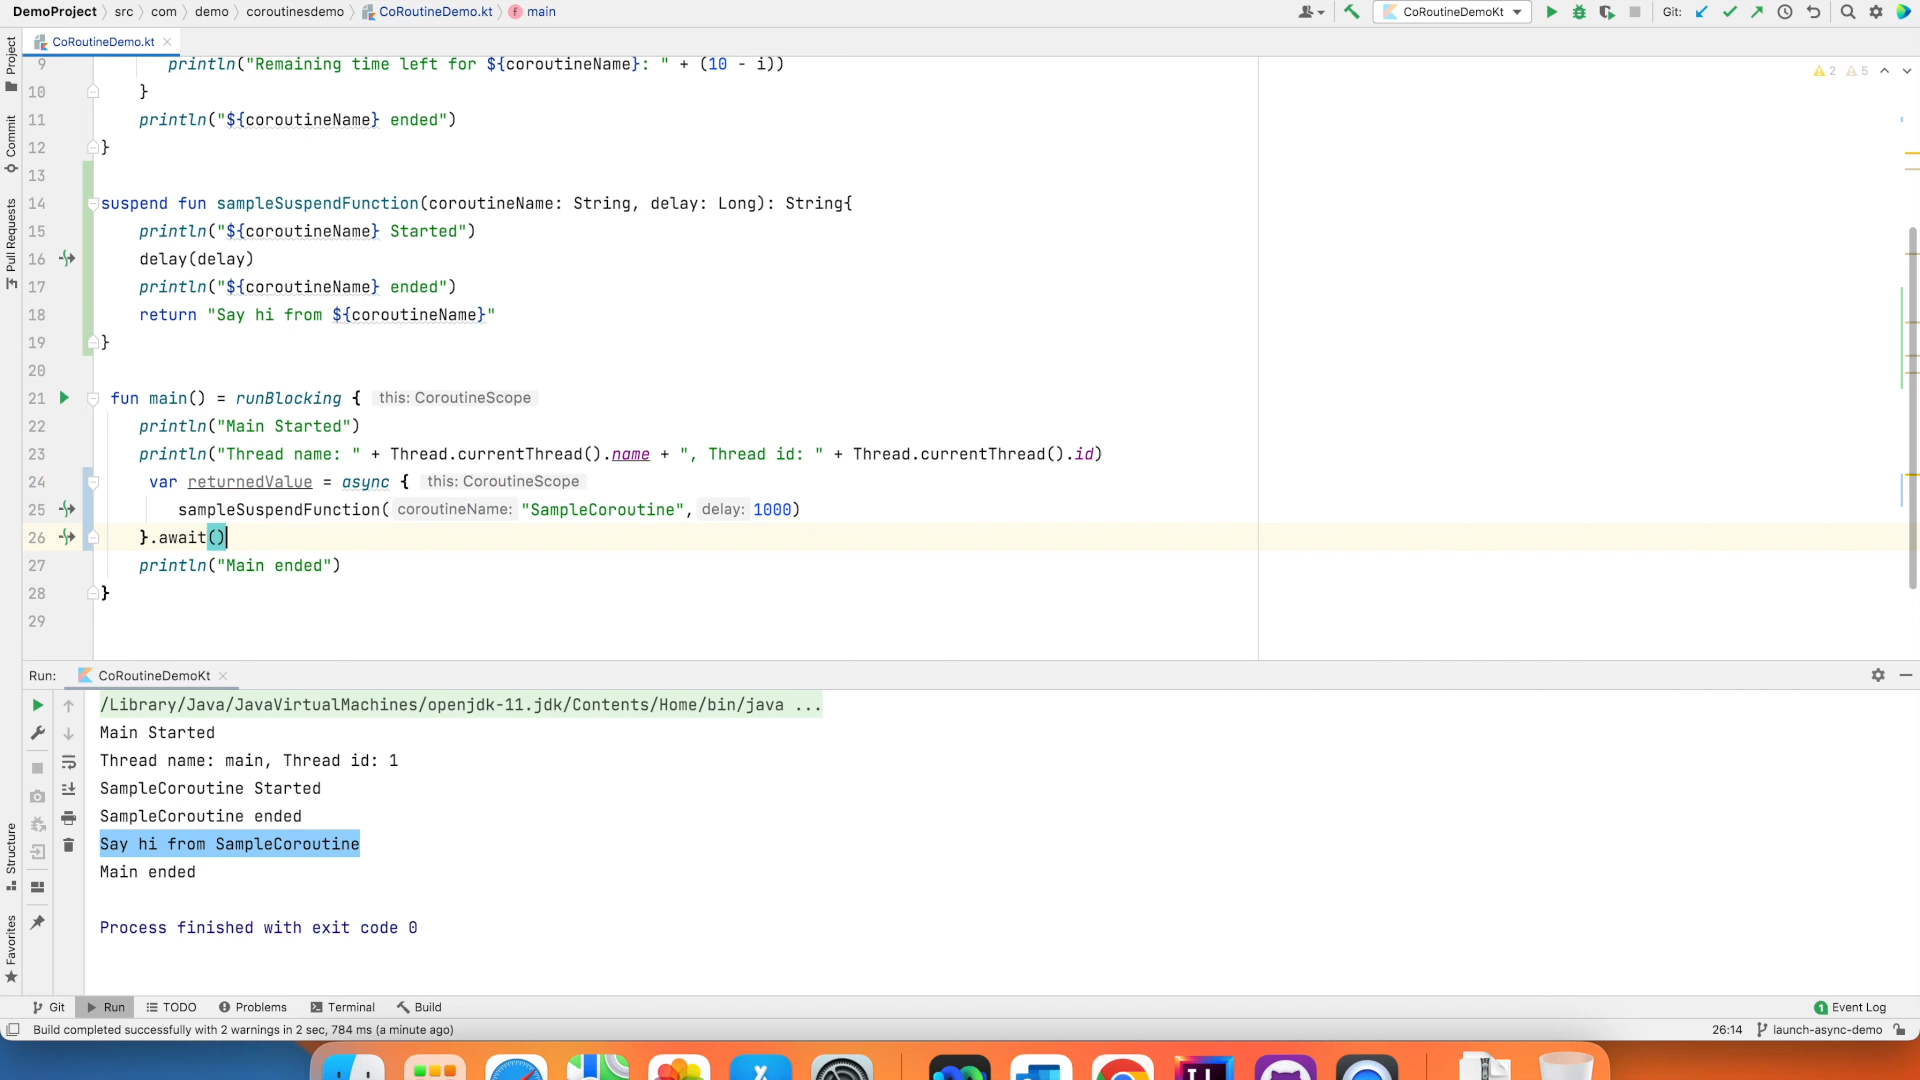 DemoProject src com demo coroutinesdemo CoRoutineDemo.kt f main CoRoutineDemoKt Git:
CoRoutineDemo.kt
2 5
9 println("Remaining time left for ${coroutineName}: " + (10 - i))
10 }
11 println("${coroutineName} ended")
12 }
13
14 suspend fun sampleSuspendFunction(coroutineName: String, delay: Long): String{
15 println("${coroutineName} Started")
16 delay(delay)
17 println("${coroutineName} ended")
18 return "Say hi from ${coroutineName}"
19 }
20
21 fun main() = runBlocking { this: CoroutineScope
22 println("Main Started")
23 println("Thread name: " + Thread.currentThread().name + ", Thread id: " + Thread.currentThread().id)
24 var returnedValue = async { this: CoroutineScope
25 sampleSuspendFunction( coroutineName: "SampleCoroutine", delay: 1000)
26 }.await()
27 println("Main ended")
28 }
29
Project
Commit
Pull Requests
Structure
Favorites
Run: CoRoutineDemoKt
/Library/Java/JavaVirtualMachines/openjdk-11.jdk/Contents/Home/bin/java ...
Main Started
Thread name: main, Thread id: 1
SampleCoroutine Started
SampleCoroutine ended
Say hi from SampleCoroutine
Main ended
Process finished with exit code 0
Git Run TODO Problems Terminal Build 1 Event Log
Build completed successfully with 2 warnings in 2 sec, 784 ms (a minute ago) 26:14 launch-async-demo